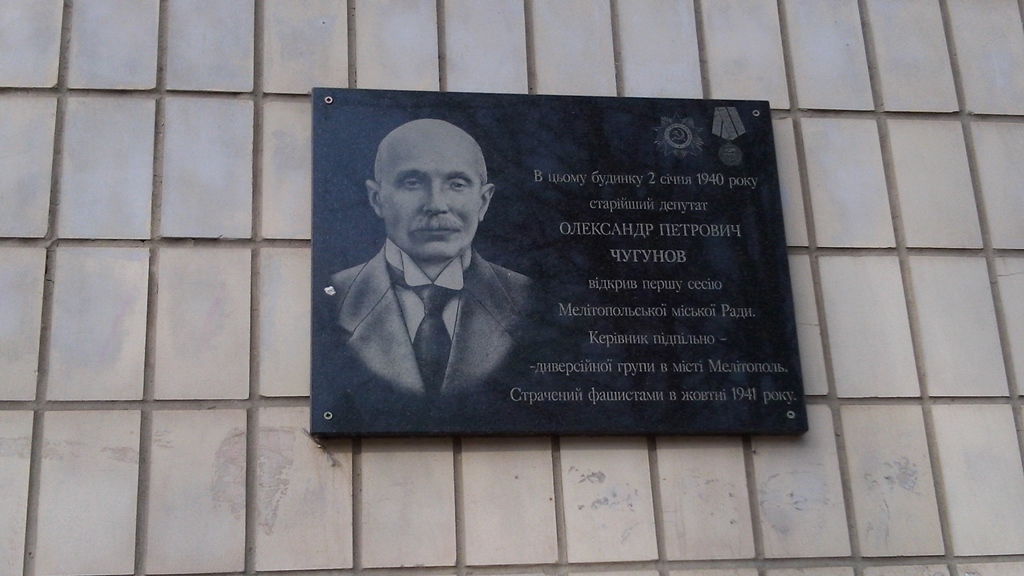 В цьому будинку 2 січня 1940 року
старійший депутат
ОЛЕКСАНДР ПЕТРОВИЧ
ЧУГУНОВ
відкрив першу сесію
Мелітопольської міської Ради.
Керівник підпільно –
-диверсійної групи в місті Мелітополь.
Страчений фашистами в жовтні 1941 року.